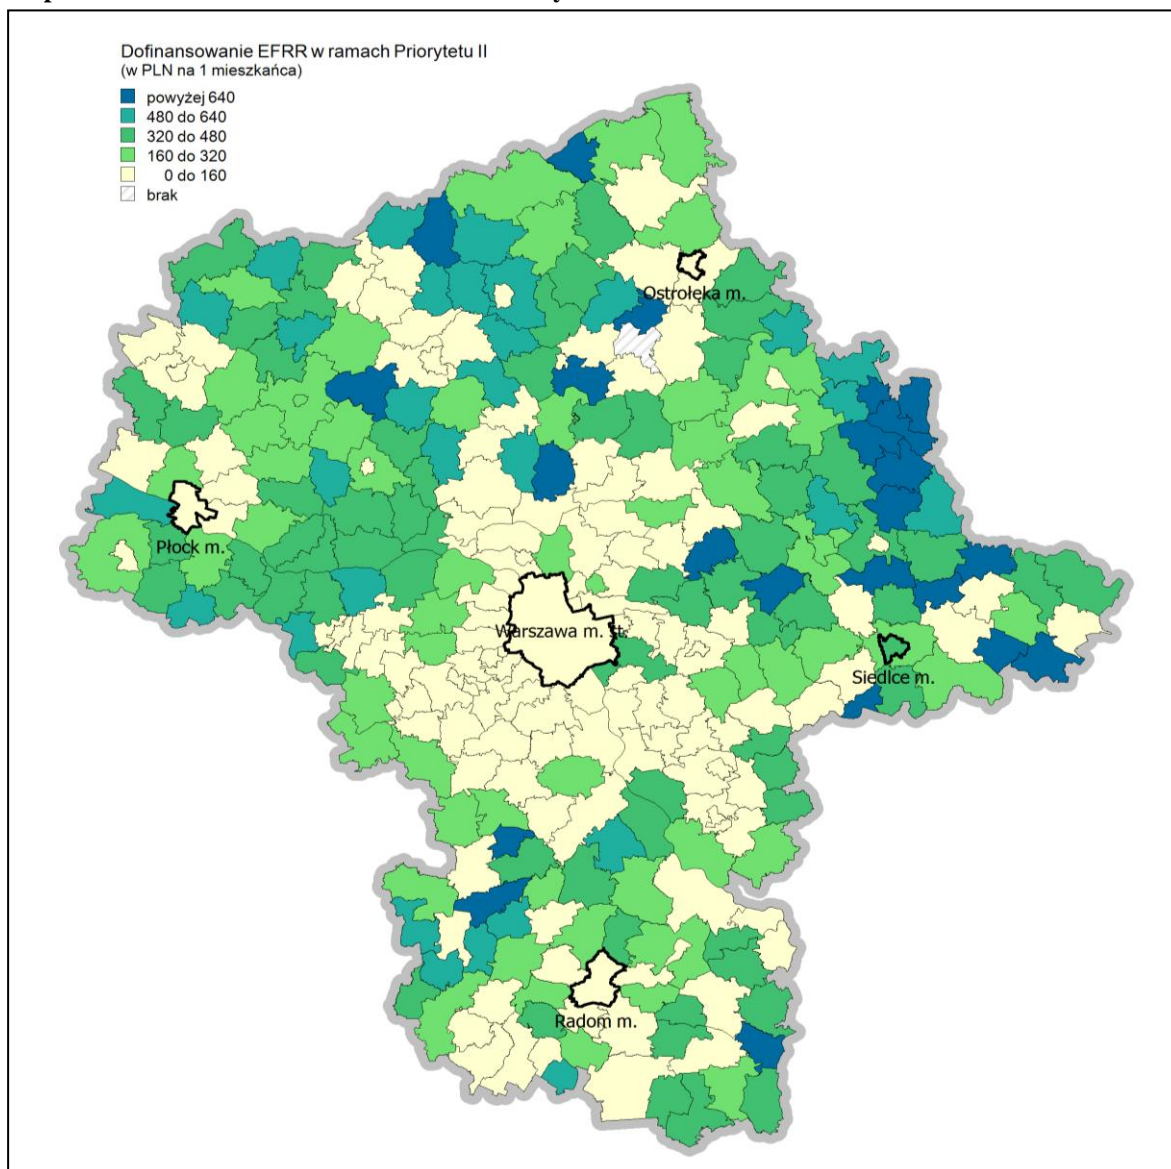 Dofinansowanie EFRR w ramach Priorytetu II
(w PLN na 1 mieszkańca)
powyżej 640
480 do 640
320 do 480
160 do 320
0 do 160
brak
Ostrołęka m.
Płock m.
Warszawa m. st.
Siedlce m.
Radom m.